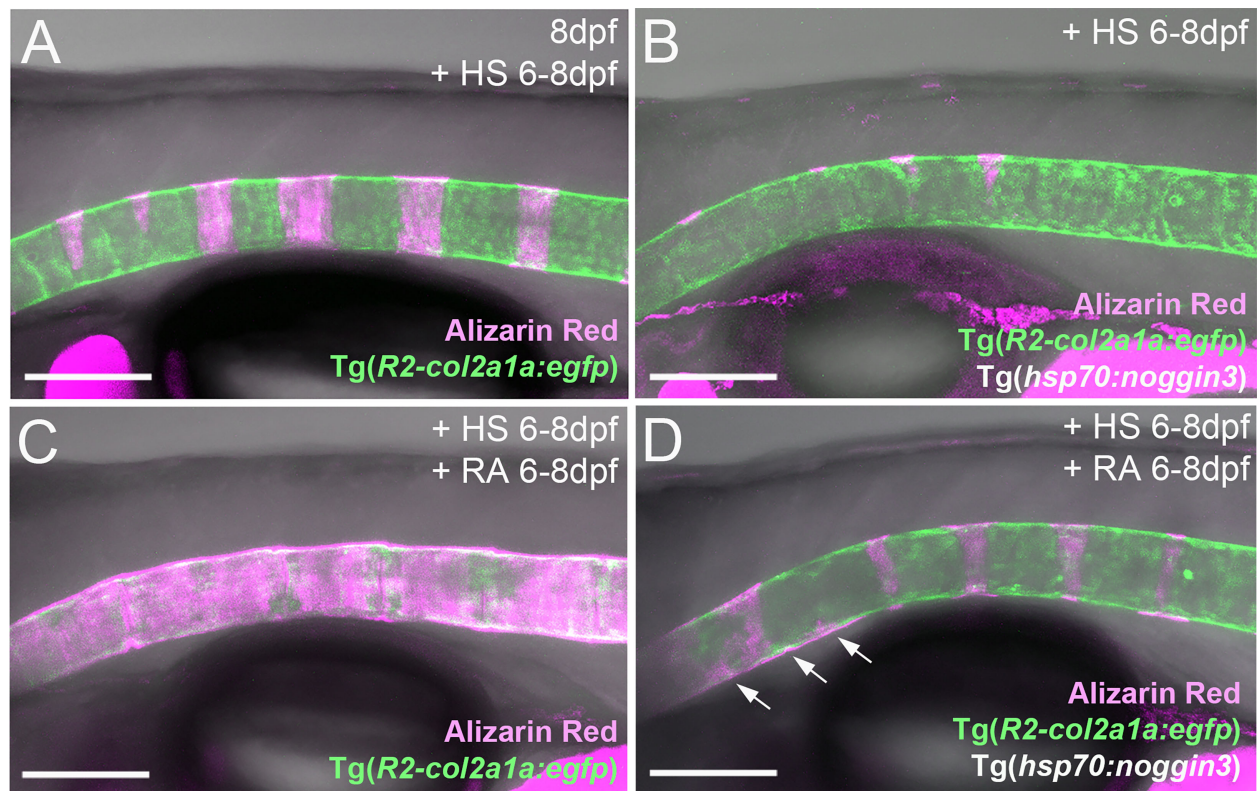 A
8dpf
+ HS 6-8dpf
Alizarin Red
Tg(R2-col2a1a:egfp)
B
+ HS 6-8dpf
Alizarin Red
Tg(R2-col2a1a:egfp)
Tg(hsp70:noggin3)
C
+ HS 6-8dpf
+ RA 6-8dpf
Alizarin Red
Tg(R2-col2a1a:egfp)
D
+ HS 6-8dpf
+ RA 6-8dpf
Alizarin Red
Tg(R2-col2a1a:egfp)
Tg(hsp70:noggin3)